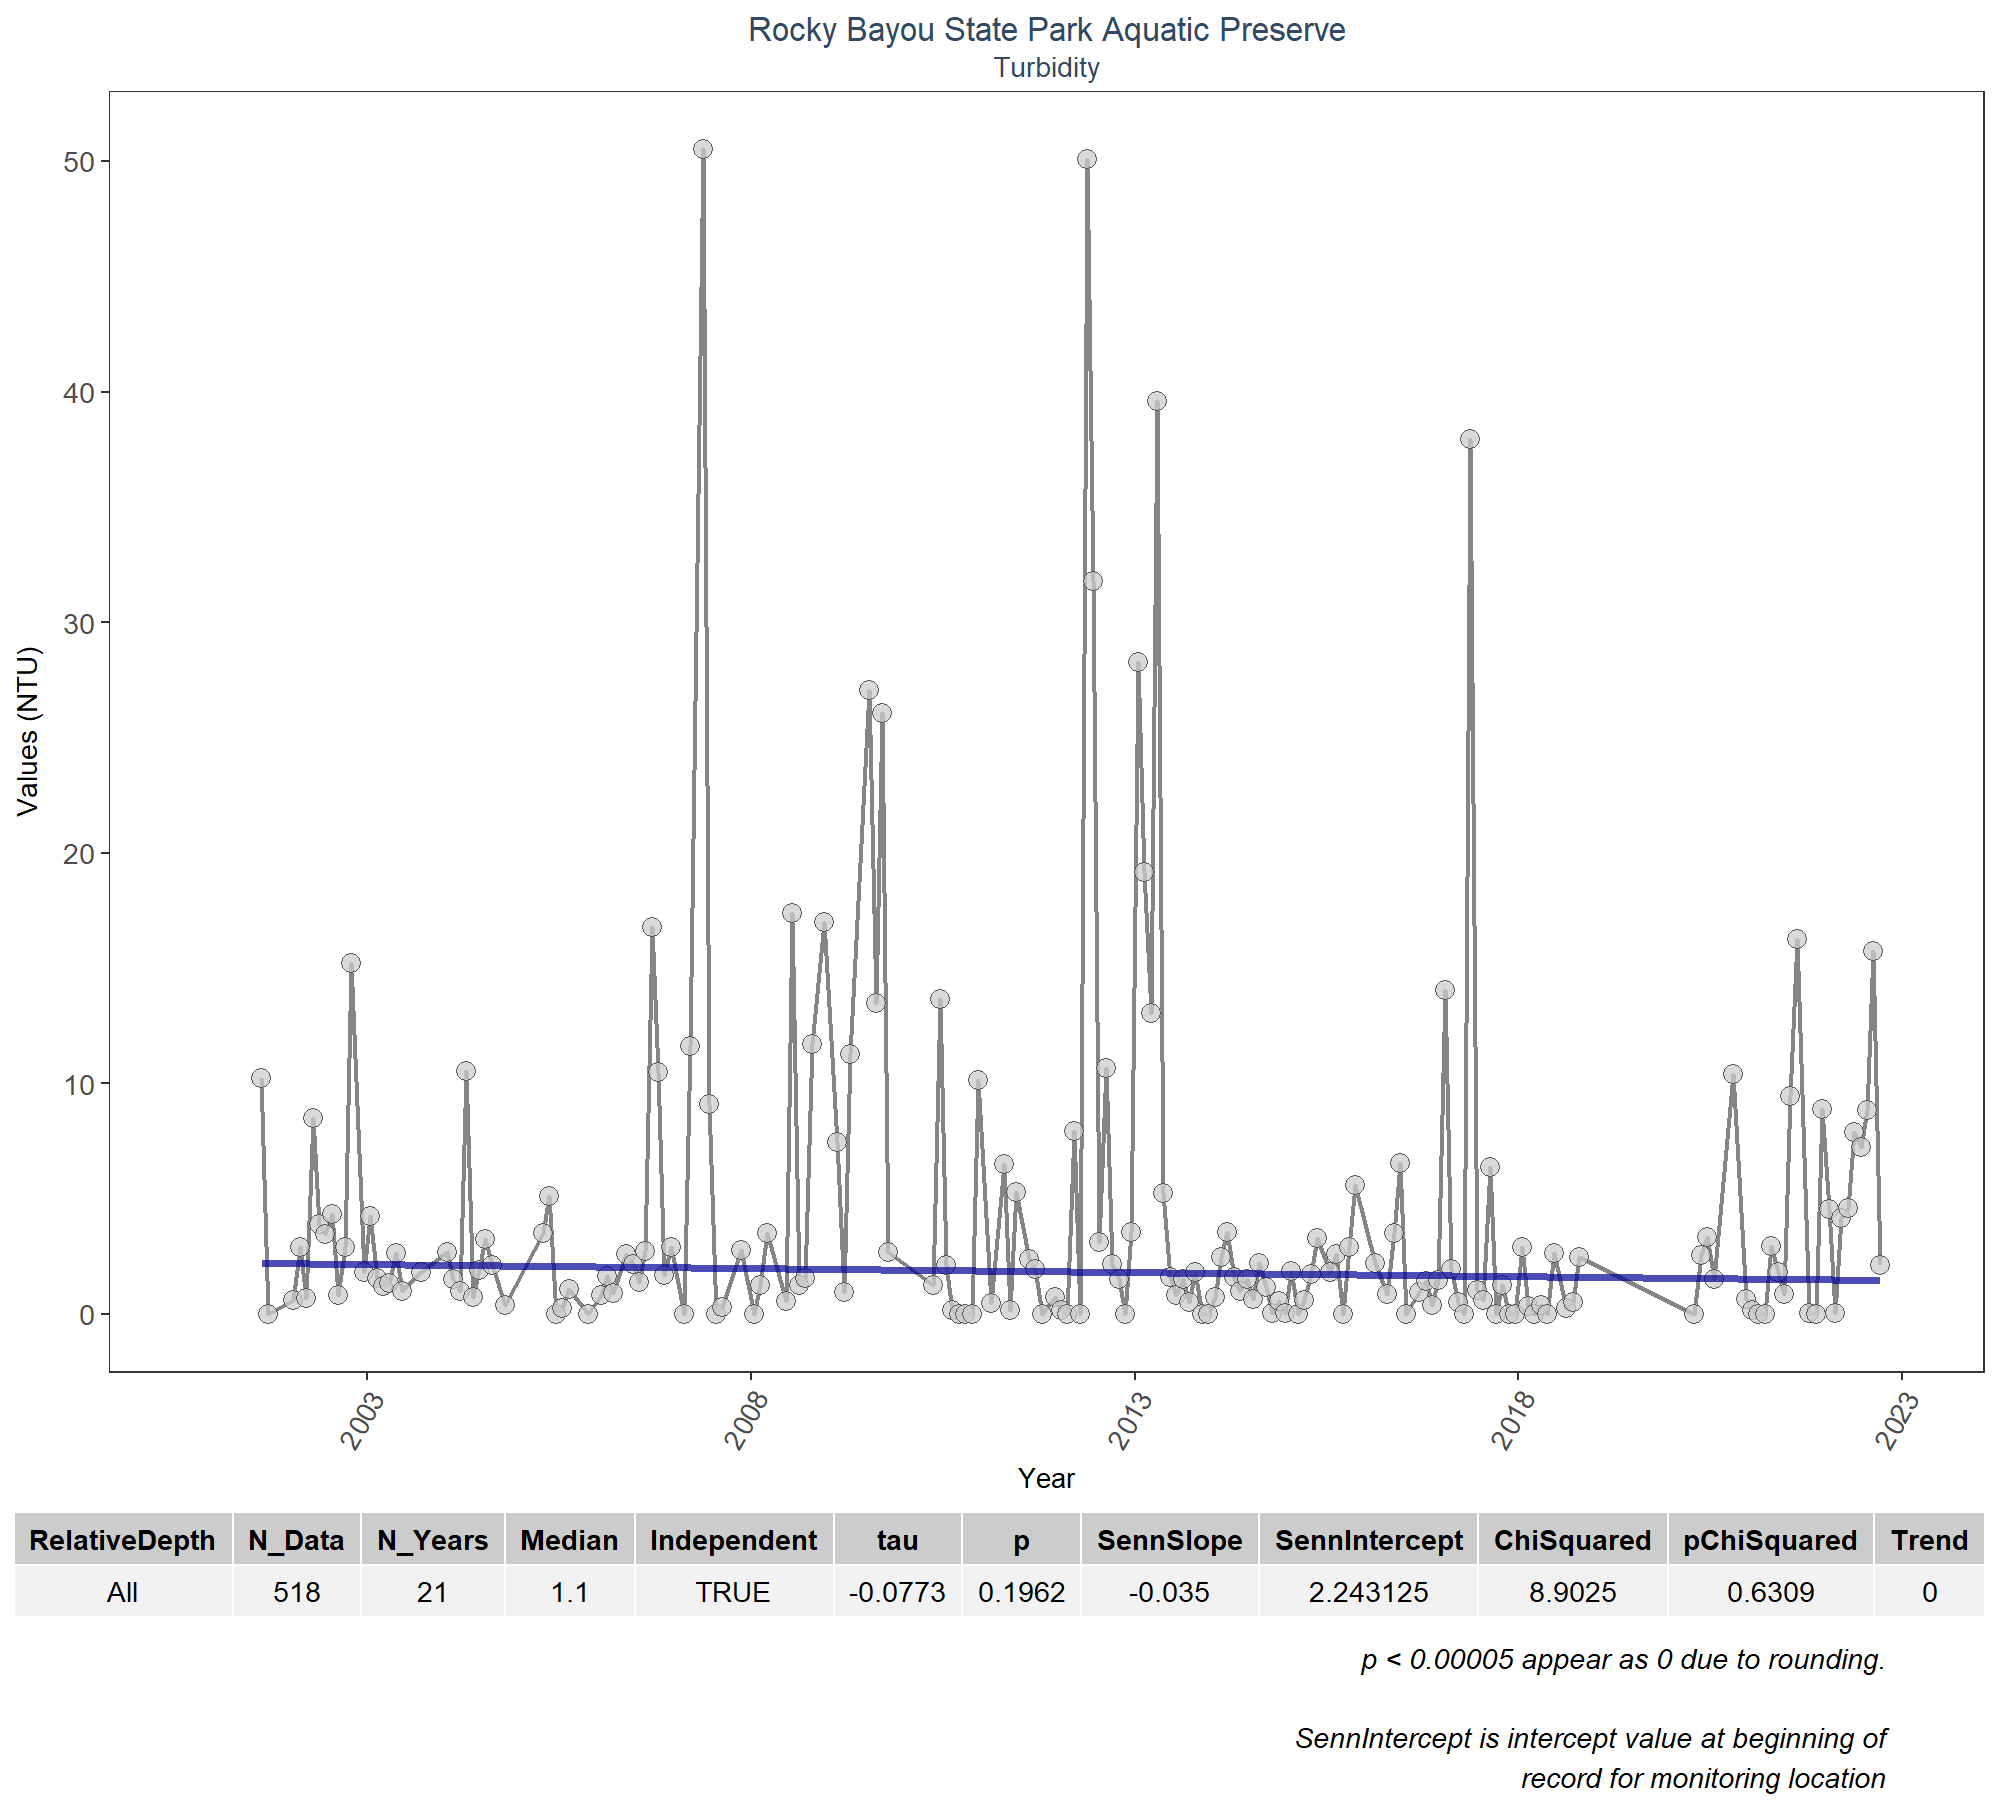 Rocky Bayou State Park Aquatic Preserve
Turbidity
Values (NTU)
50
40
30
20
10
0
2003 2008 2013 2018 2023
Year
RelativeDepth N_Data N_Years Median Independent tau p SennSlope SennIntercept ChiSquared pChiSquared Trend
All 518 21 1.1 TRUE -0.0773 0.1962 -0.035 2.243125 8.9025 0.6309 0
p < 0.00005 appear as 0 due to rounding.
SennIntercept is intercept value at beginning of
record for monitoring location